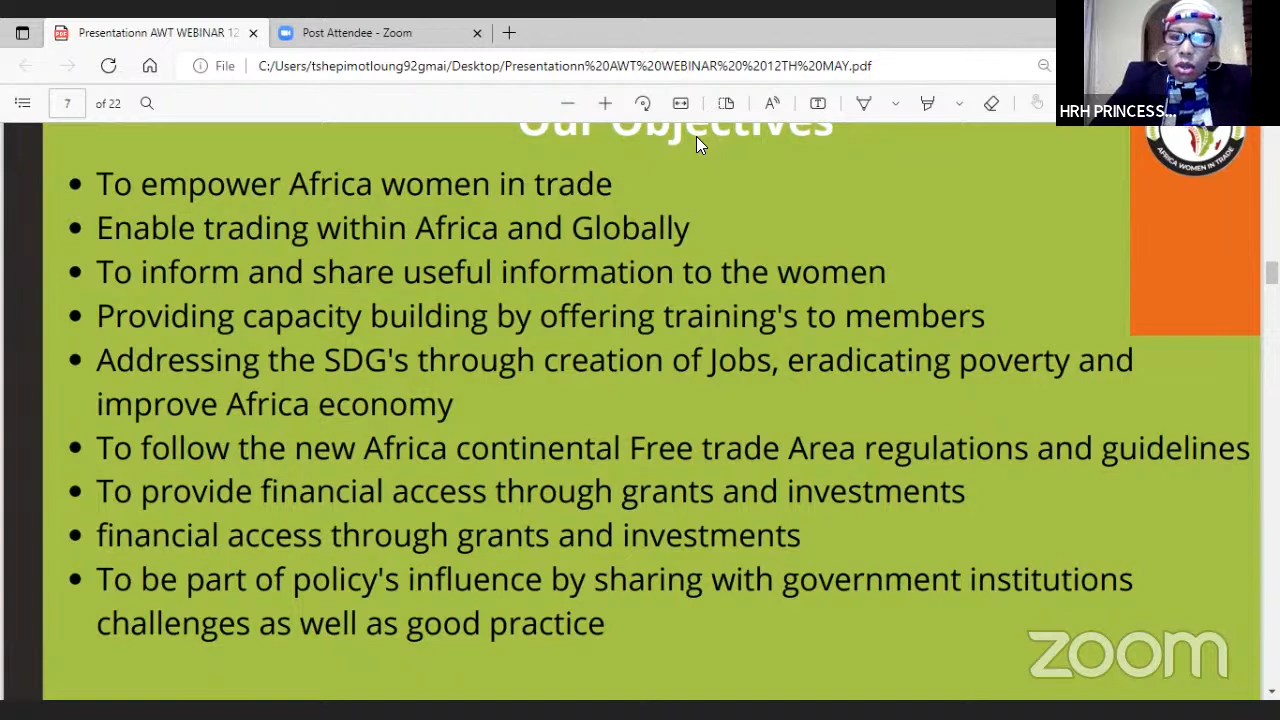 Presentationn AWT WEBINAR 12
Post Attendee - Zoom
File
C:/Users/tshepimotloung92gmai/Desktop/Presentationn%20AWT%20WEBINAR%20%2012TH%20MAY.pdf
7 of 22
HRH PRINCESS...
Our Objectives
AFRICA WOMEN IN TRADE
• To empower Africa women in trade
• Enable trading within Africa and Globally
• To inform and share useful information to the women
• Providing capacity building by offering training's to members
• Addressing the SDG's through creation of Jobs, eradicating poverty and
improve Africa economy
• To follow the new Africa continental Free trade Area regulations and guidelines
• To provide financial access through grants and investments
• financial access through grants and investments
• To be part of policy's influence by sharing with government institutions
challenges as well as good practice
zoom